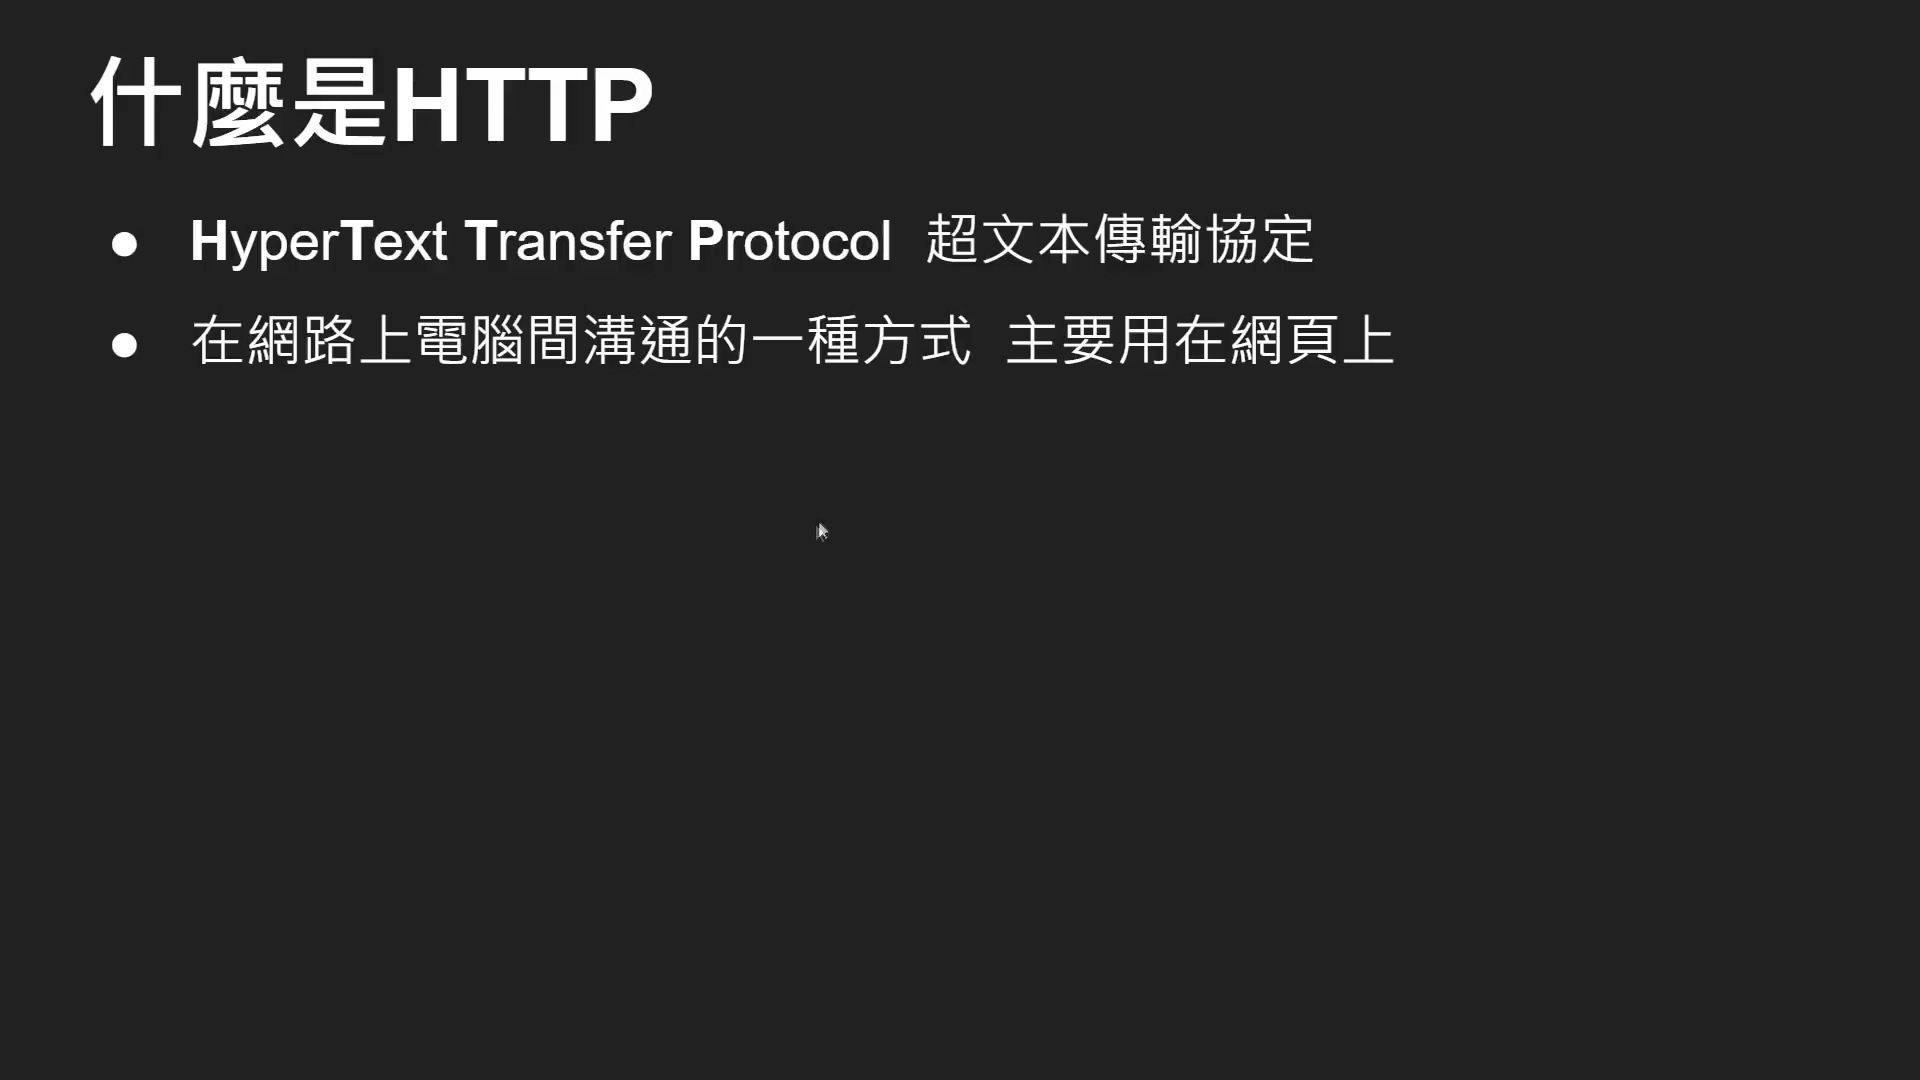 什麼是HTTP
● HyperText Transfer Protocol 超文本傳輸協定
● 在網路上電腦間溝通的一種方式 主要用在網頁上